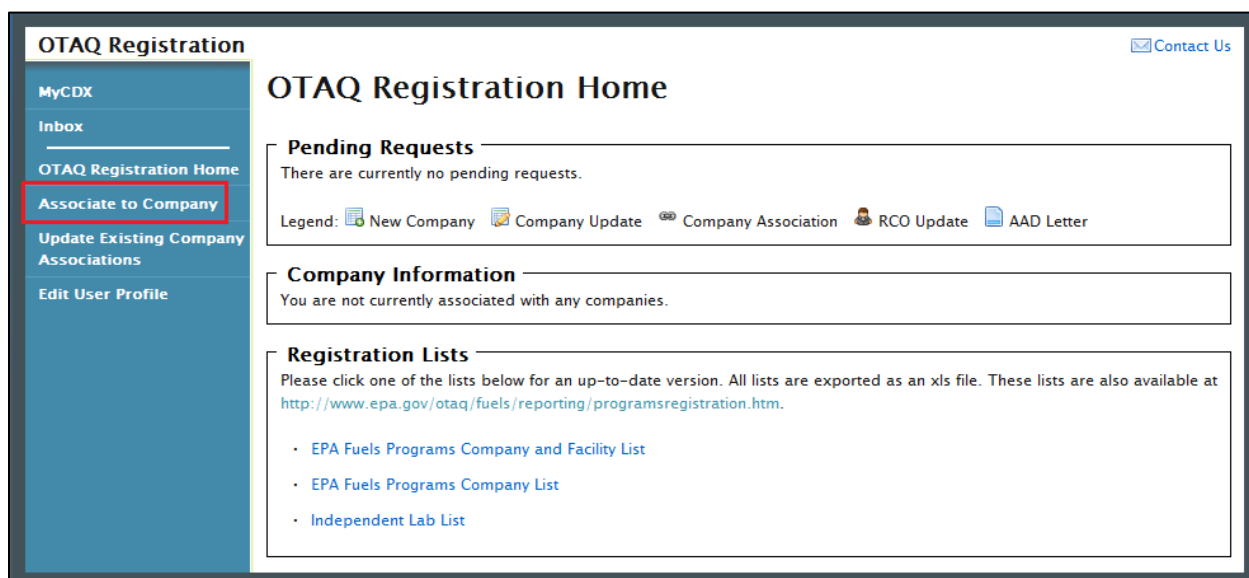 OTAQ Registration
Contact Us
MyCDX
Inbox
OTAQ Registration Home
Associate to Company
Update Existing Company
Associations
Edit User Profile
OTAQ Registration Home
Pending Requests
There are currently no pending requests.
Legend: New Company Company Update Company Association RCO Update AAD Letter
Company Information
You are not currently associated with any companies.
Registration Lists
Please click one of the lists below for an up-to-date version. All lists are exported as an xls file. These lists are also available at
http://www.epa.gov/otaq/fuels/reporting/programsregistration.htm.
· EPA Fuels Programs Company and Facility List
· EPA Fuels Programs Company List
· Independent Lab List